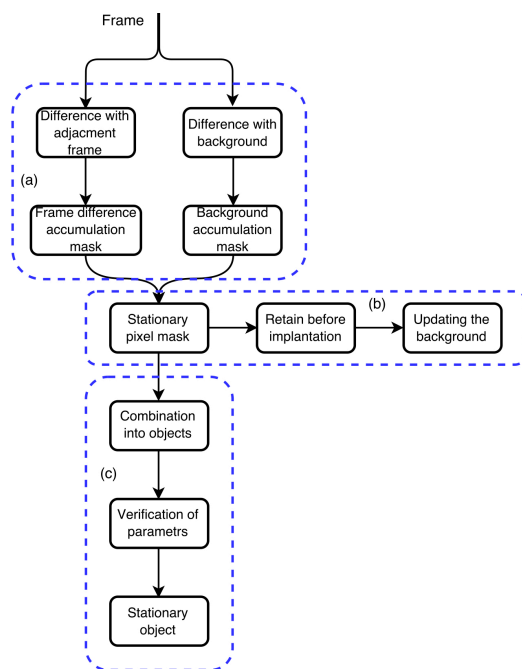 Frame
Difference with
adjacment
frame
Difference with
background
(a)
Frame difference
accumulation
mask
Background
accumulation
mask
(b)
Stationary
pixel mask
Retain before
implantation
Updating the
background
Combination
into objects
(c)
Verification of
parametrs
Stationary
object